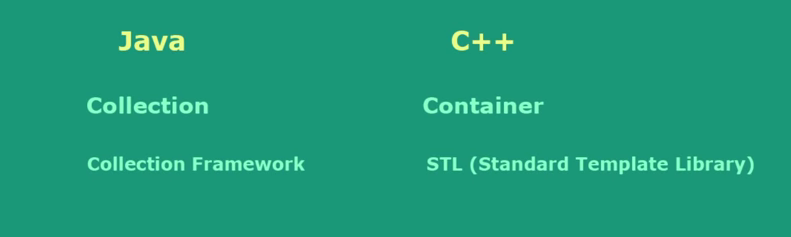 Java C++
Collection Container
Collection Framework STL (Standard Template Library)